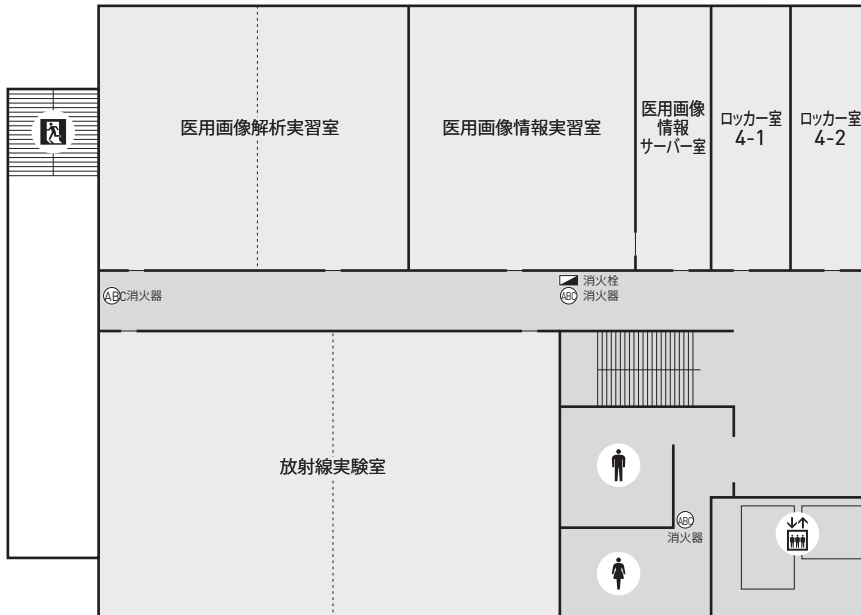 医用画像解析実習室
医用画像情報実習室
医用画像
情報
サーバー室
ロッカー室
4-1
ロッカー室
4-2
ABC消火器
消火栓
ABC 消火器
放射線実験室
ABC
消火器